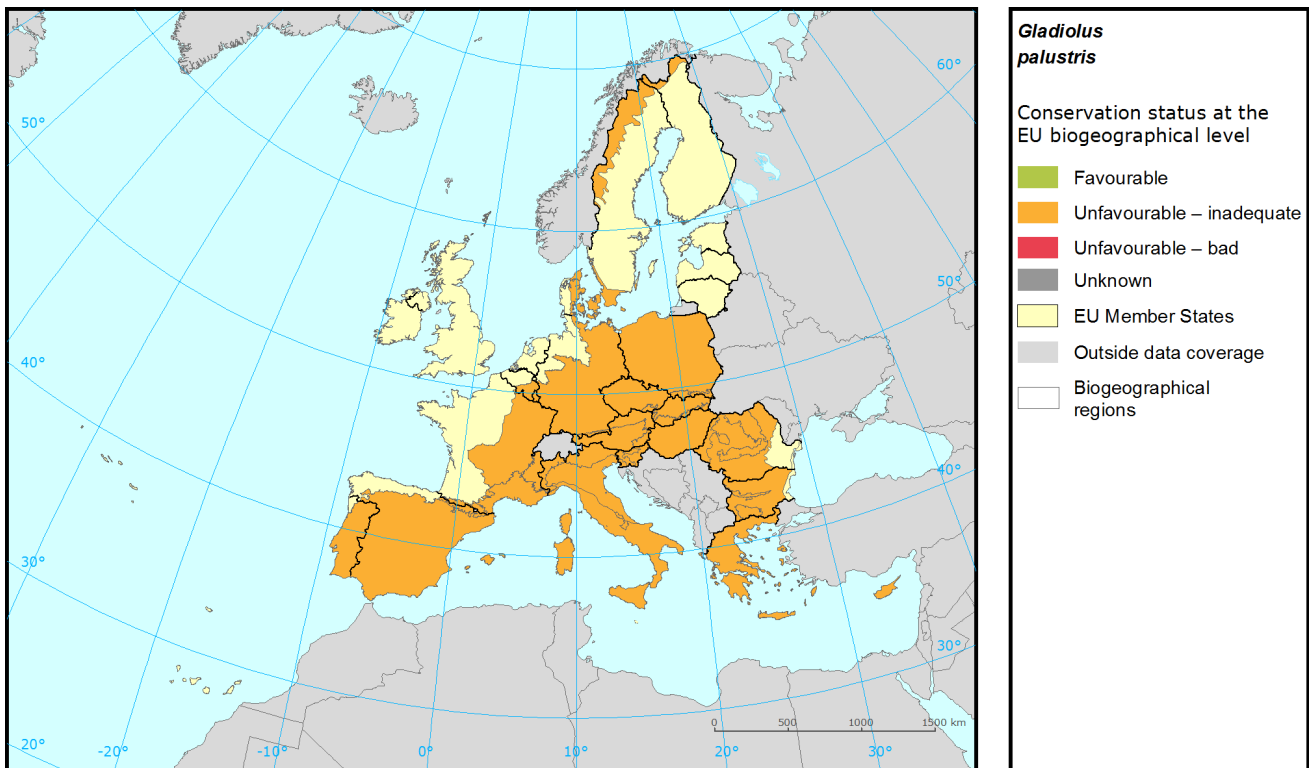 Gladiolus
palustris
Conservation status at the
EU biogeographical level
Favourable
Unfavourable – inadequate
Unfavourable – bad
Unknown
EU Member States
Outside data coverage
Biogeographical
regions
60°
50°
50°
40°
40°
30°
30°
20°
-20°
-10°
0°
10°
20°
30°
0 500 1000 1500 km